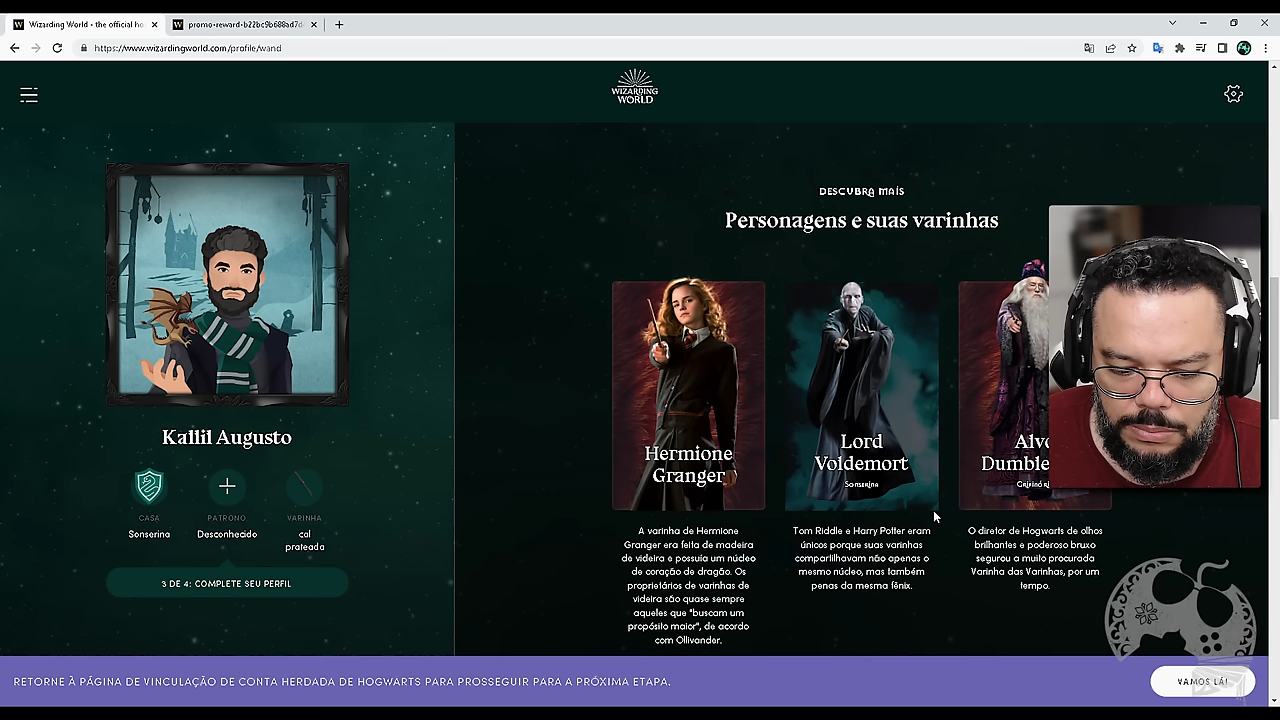 Wizarding World - the official ho
promo-reward-b22bc9b688ad7d
https://www.wizardingworld.com/profile/wand
WIZARDING
WORLD
Kallil Augusto
CASA
Sonserina
PATRONO
Desconhecido
VARINHA
cal
prateada
3 DE 4: COMPLETE SEU PERFIL
DESCUBRA MAIS
Personagens e suas varinhas
Hermione
Granger
A varinha de Hermione
Granger era feita de madeira
de videira e possuía um núcleo
de coração de dragão. Os
proprietários de varinhas de
videira são quase sempre
aqueles que "buscam um
propósito maior", de acordo
com Ollivander.
Lord
Voldemort
Sonserina
Tom Riddle e Harry Potter eram
únicos porque suas varinhas
compartilhavam não apenas o
mesmo núcleo, mas também
penas da mesma fênix.
Alvo
Dumble
O diretor de Hogwarts de olhos
brilhantes e poderoso bruxo
segurou a muito procurada
Varinha das Varinhas, por um
tempo.
RETORNE À PÁGINA DE VINCULAÇÃO DE CONTA HERDADA DE HOGWARTS PARA PROSSEGUIR PARA A PRÓXIMA ETAPA.
VAMOS LÁ!